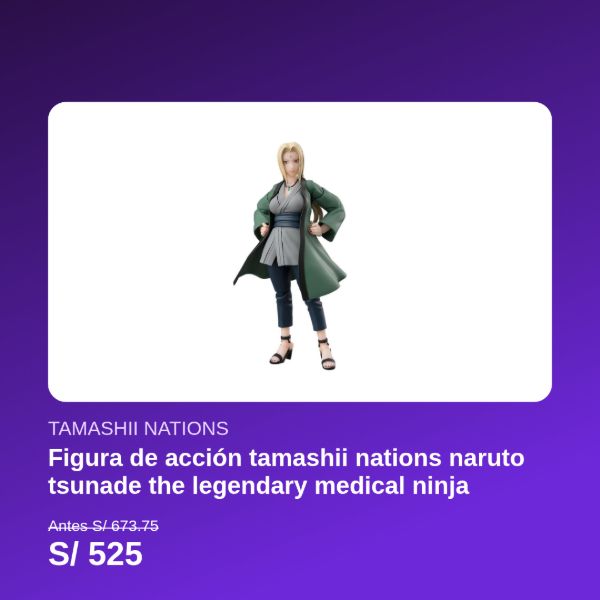 TAMASHII NATIONS
Figura de acción tamashii nations naruto
tsunade the legendary medical ninja
Antes S/ 673.75
S/ 525